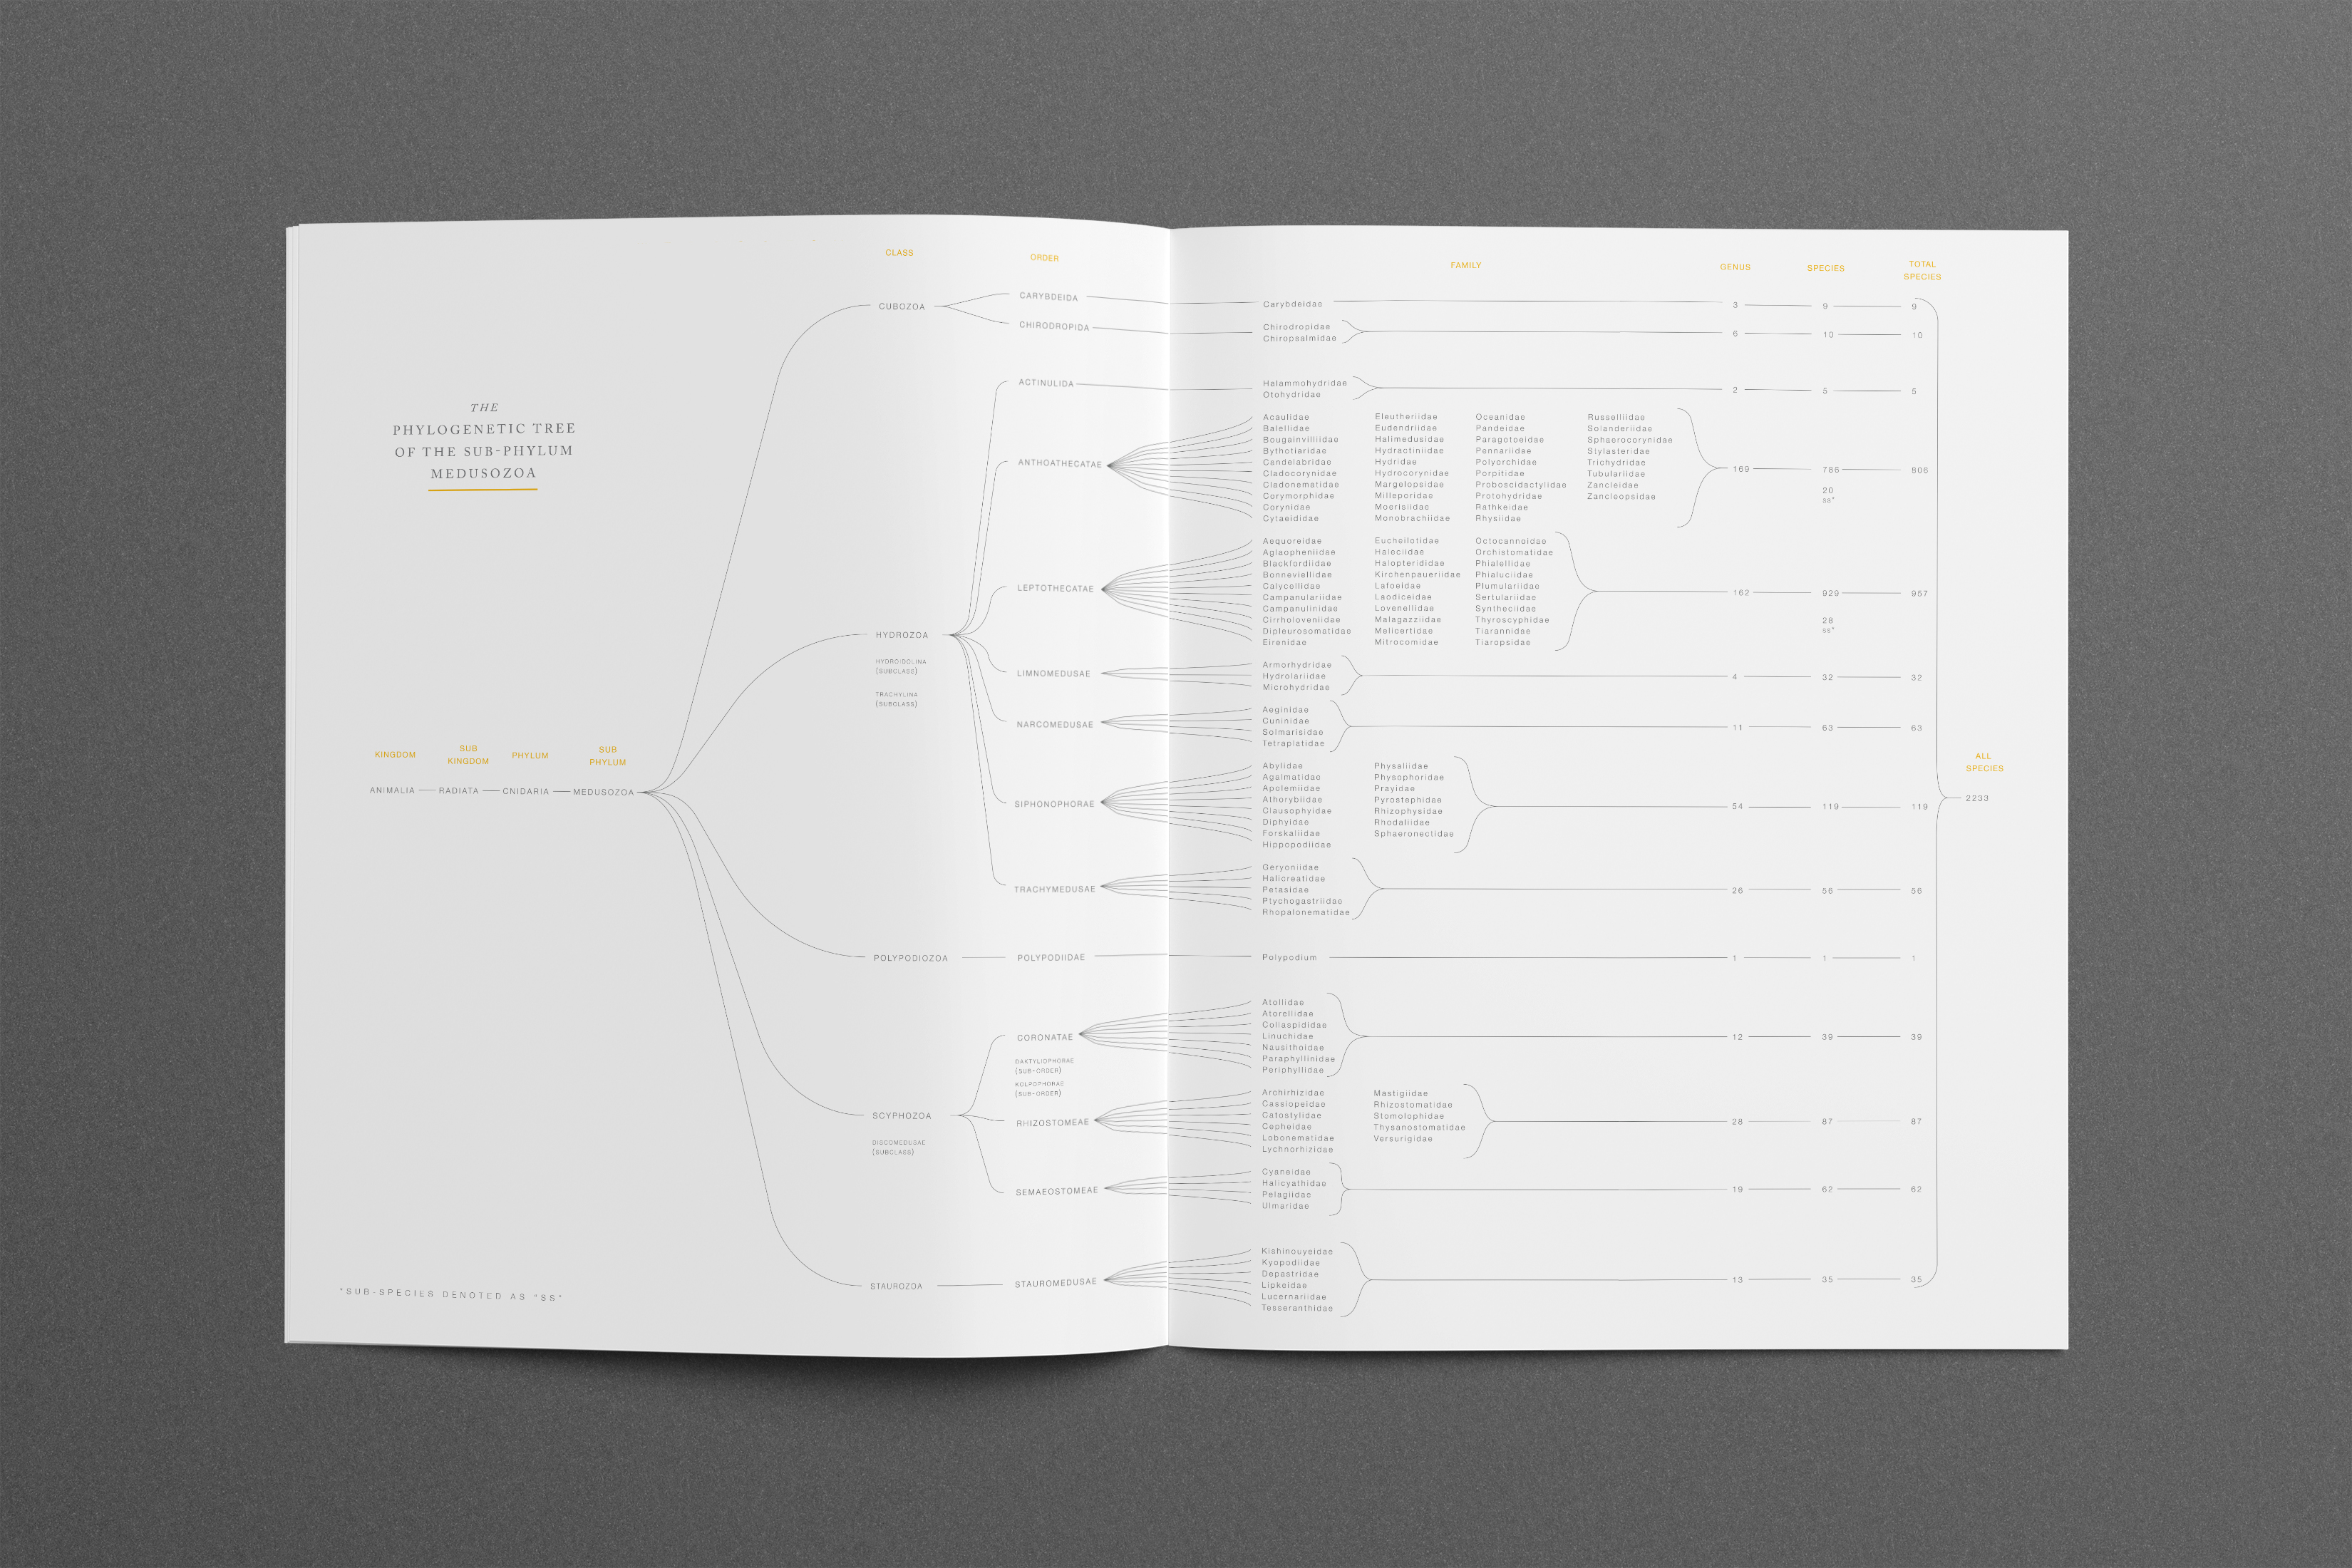 THE
PHYLOGENETIC TREE
OF THE SUB-PHYLUM
MEDUSOZOA
KINGDOM
SUB
KINGDOM
PHYLUM
SUB
PHYLUM
ANIMALIA
RADIATA
CNIDARIA
MEDUSOZOA
*SUB-SPECIES DENOTED AS "SS"
CLASS
CUBOZOA
HYDROZOA
HYDROIDOLINA
(SUBCLASS)
TRACHYLINA
(SUBCLASS)
POLYPODIOZOA
SCYPHOZOA
DISCOMEDUSAE
(SUBCLASS)
STAUROZOA
ORDER
CARYBDEIDA
CHIRODROPIDA
ACTINULIDA
ANTHOATHECATAE
LEPTOTHECATAE
LIMNOMEDUSAE
NARCOMEDUSAE
SIPHONOPHORAE
TRACHYMEDUSAE
POLYPODIIDAE
CORONATAE
DAKTYLIOPHORAE
(SUB-ORDER)
KOLPOPHORAE
(SUB-ORDER)
RHIZOSTOMEAE
SEMAEOSTOMEAE
STAUROMEDUSAE
FAMILY
GENUS
SPECIES
TOTAL
SPECIES
Carybdeidae 3 9 9
Chirodropidae
Chiropsalmidae
6 10 10
Halammohydridae
Otohydridae
2 5 5
Acaulidae Eleutheriidae Oceanidae Russelliidae
Balellidae Eudendriidae Pandeidae Solanderiidae
Bougainvilliidae Halimedusidae Paragotoeidae Sphaerocorynidae
Bythotiaridae Hydractiniidae Pennariidae Stylasteridae
Candelabridae Hydridae Polyorchidae Trichydridae
Cladocorynidae Hydrocorynidae Porpitidae Tubulariidae
Cladonematidae Margelopsidae Proboscidactyliidae Zancleidae
Corymorphidae Milleporidae Protohydridae Zancleopsidae
Corynidae Moerisiidae Rathkeidae
Cytaeididae Monobrachiidae Rhysiidae
169 786 806
20
ss*
Aequoreidae Eucheilotidae Octocannoidae
Aglaopheniidae Haleciidae Orchistomatidae
Blackfordiidae Halopterididae Phialellidae
Bonneviellidae Kirchenpaueriidae Phialuciidae
Calycellidae Lafoeidae Plumulariidae
Campanulariidae Laodiceidae Sertulariidae
Campanulinidae Lovenellidae Syntheciidae
Cirrholoveniidae Malagazziidae Thyroscyphidae
Dipleurosomatidae Melicertidae Tiarannidae
Eirenidae Mitrocomidae Tiaropsidae
162 929 957
28
ss*
Armorhydridae
Hydrolariidae
Microhydridae
4 32 32
Aeginidae
Cuninidae
Solmarisidae
Tetraplatidae
11 63 63
Abylidae Physaliidae
Agalmatidae Physophoridae
Apolemiidae Prayidae
Athorybiidae Pyrostephidae
Clausophyidae Rhizophysidae
Diphyidae Rhodaliidae
Forskaliidae Sphaeronectidae
Hippopodiidae
54 119 119
Geryoniidae
Halicreatidae
Petasidae
Ptychogastriidae
Rhopalonematidae
26 56 56
Polypodium 1 1 1
Atollidae
Atorellidae
Collaspididae
Linuchidae
Nausithoidae
Paraphyllinidae
Periphyllidae
12 39 39
Archirhizidae Mastigiidae
Cassiopeidae Rhizostomatidae
Catostylidae Stomolophidae
Cepheidae Thysanostomatidae
Lobonematidae Versurigidae
Lychnorhizidae
28 87 87
Cyaneidae
Halicyathidae
Pelagiidae
Ulmaridae
19 62 62
Kishinouyeidae
Kyopodiidae
Depastridae
Lipkeidae
Lucernariidae
Tesseranthidae
13 35 35
ALL
SPECIES
2233